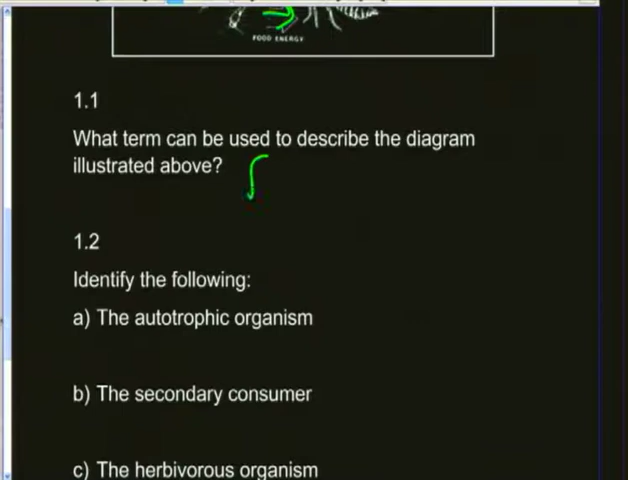 FOOD ENERGY
1.1
What term can be used to describe the diagram
illustrated above?
1.2
Identify the following:
a) The autotrophic organism
b) The secondary consumer
c) The herbivorous organism